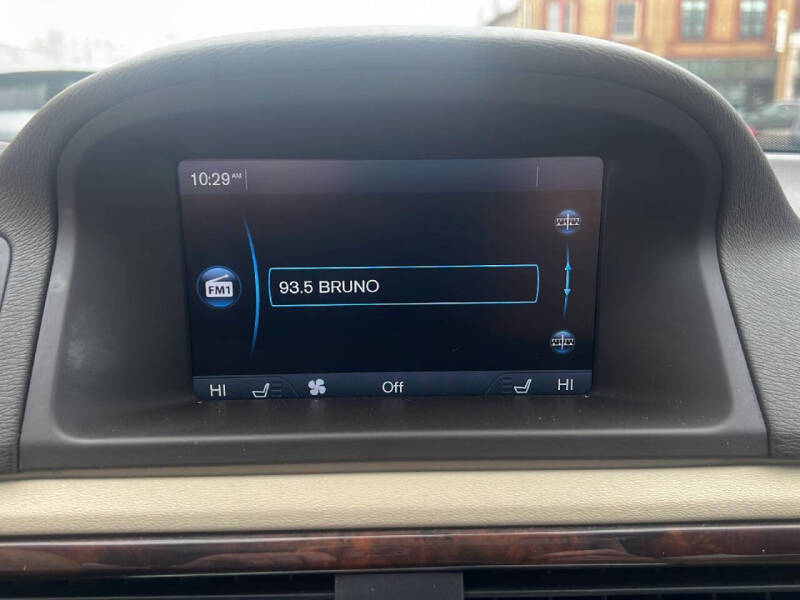 10:29 AM
FM1
93.5 BRUNO
HI Off HI